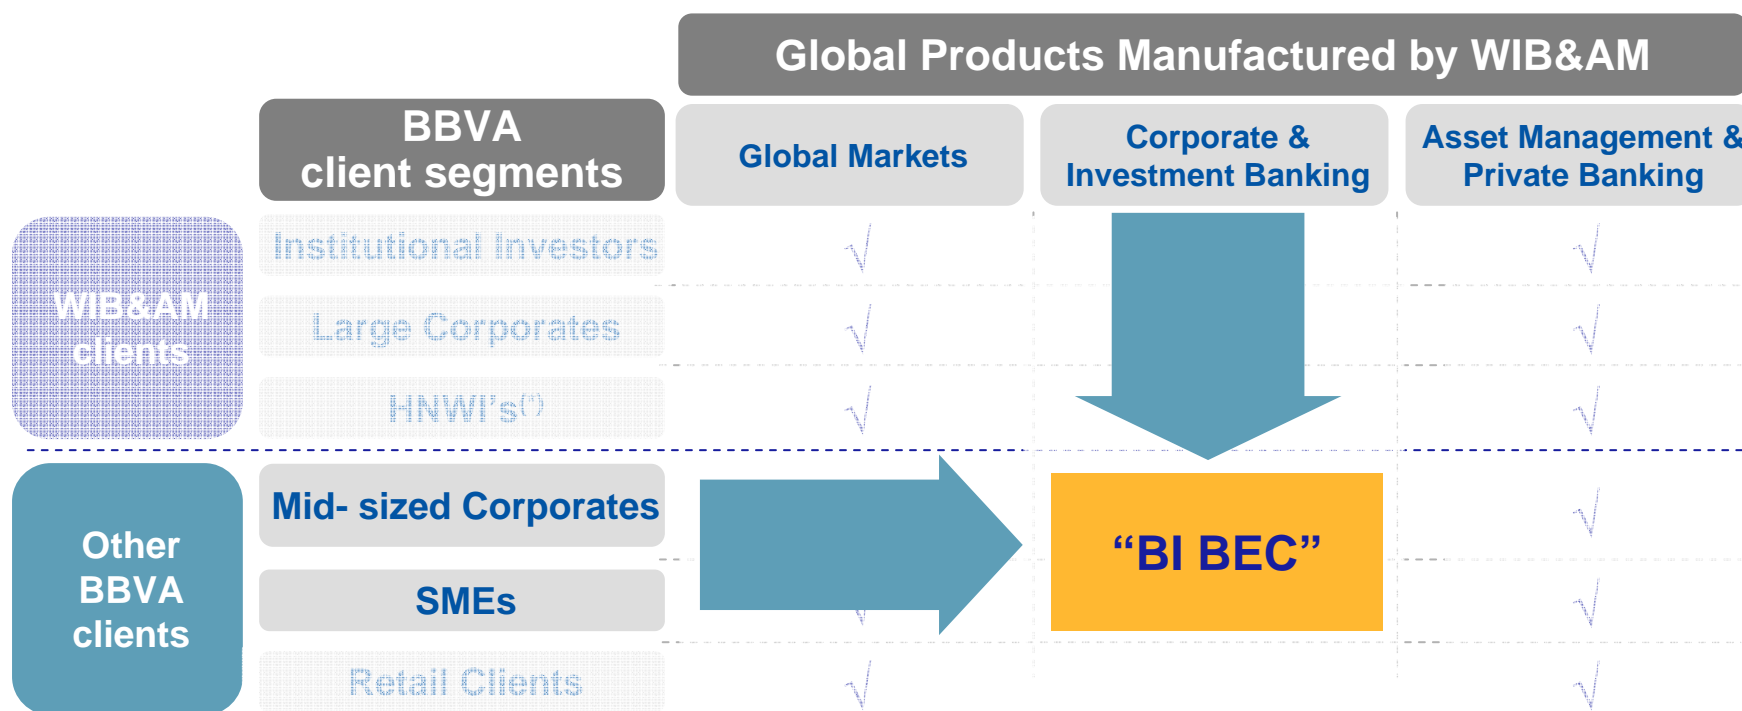 Global Products Manufactured by WIB&AM
BBVA
client segments
Global Markets
Corporate &
Investment Banking
Asset Management &
Private Banking
WIB&AM
clients
Institutional Investors
√
√
Large Corporates
√
√
HNWI's(*)
√
√
Other
BBVA
clients
Mid- sized Corporates
“BI BEC”
√
SMEs
√
Retail Clients
√
√